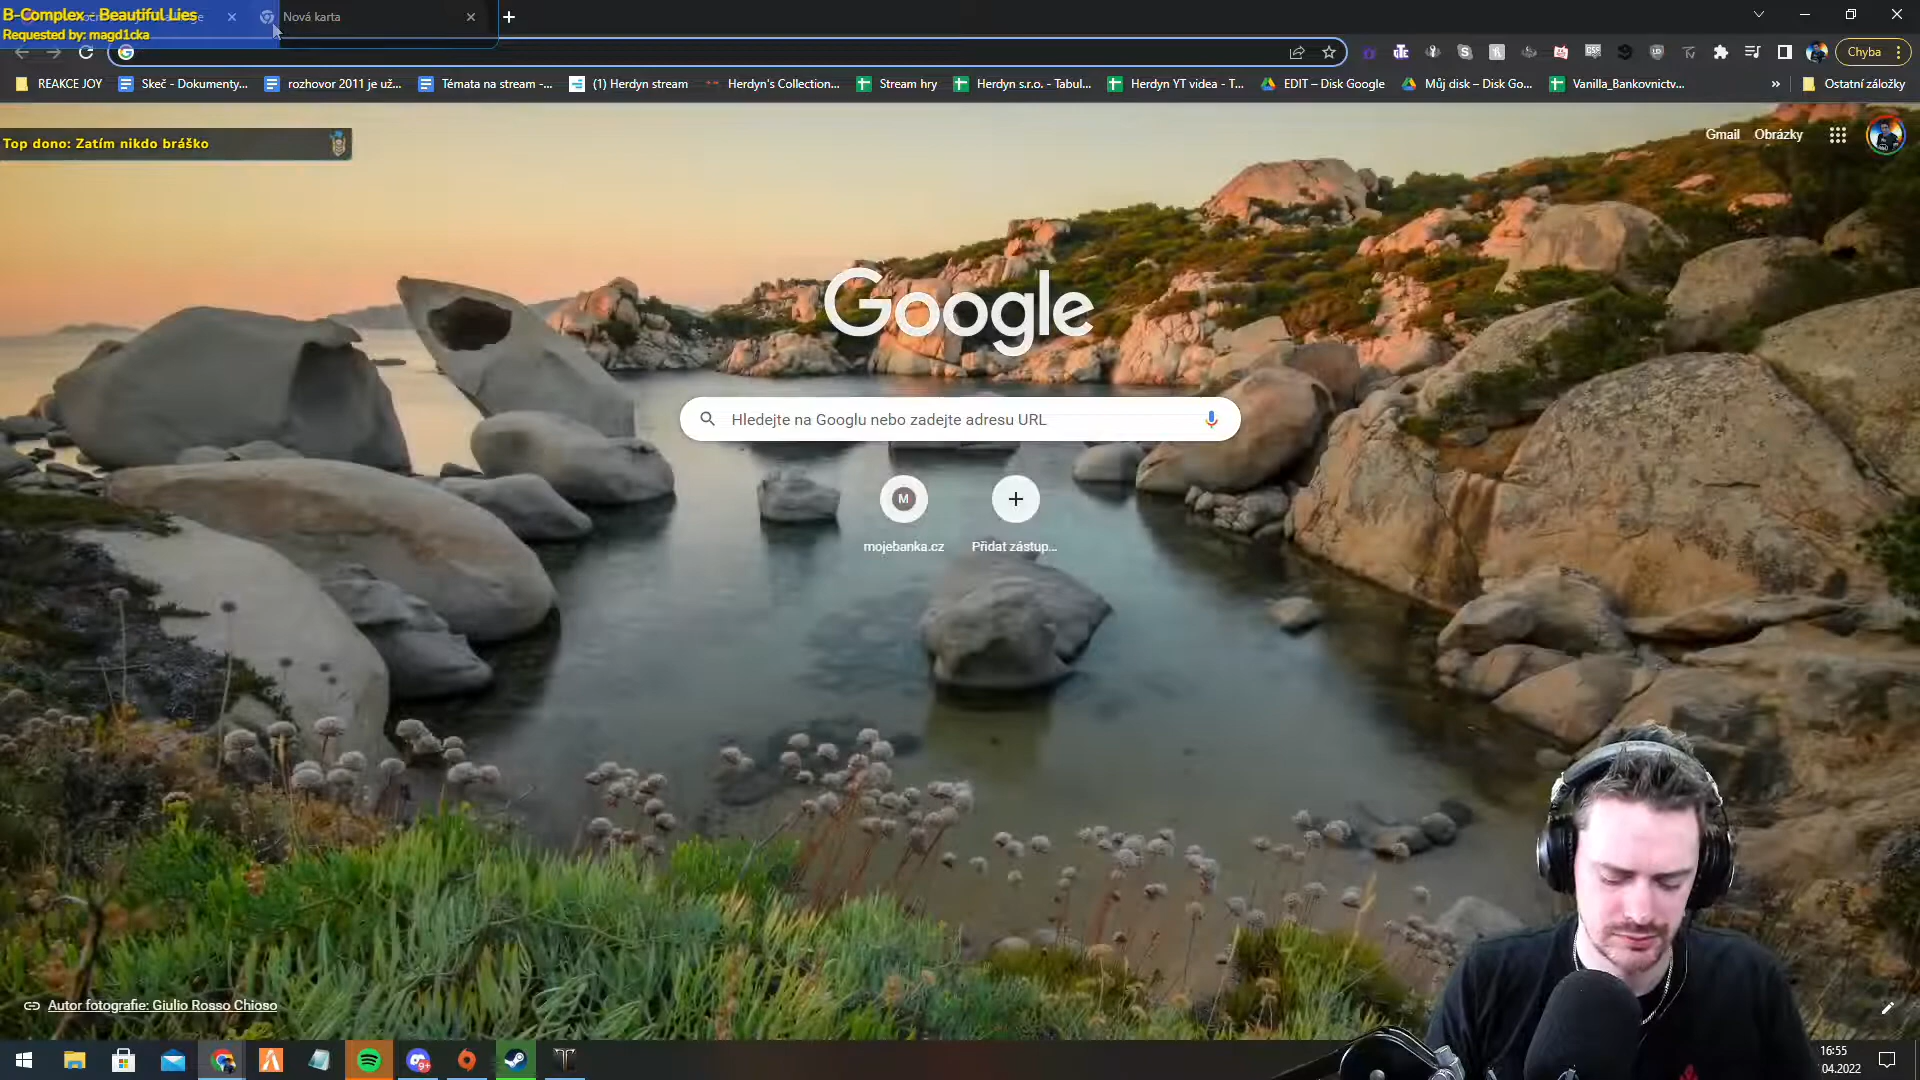 B-Complex - Beautiful Lies
Requested by: magd1cka
Nová karta
Chyba
REAKCE JOY
Skeč - Dokumenty...
rozhovor 2011 je už...
Témata na stream -...
(1) Herdyn stream
Herdyn's Collection...
Stream hry
Herdyn s.r.o. - Tabul...
Herdyn YT videa - T...
EDIT – Disk Google
Můj disk – Disk Go...
Vanilla_Bankovnictv...
»
Ostatní záložky
Top dono: Zatím nikdo bráško
Gmail
Obrázky
Google
Hledejte na Googlu nebo zadejte adresu URL
M
mojebanka.cz
Přidat zástup...
Autor fotografie: Giulio Rosso Chioso
9+
16:55
04.2022